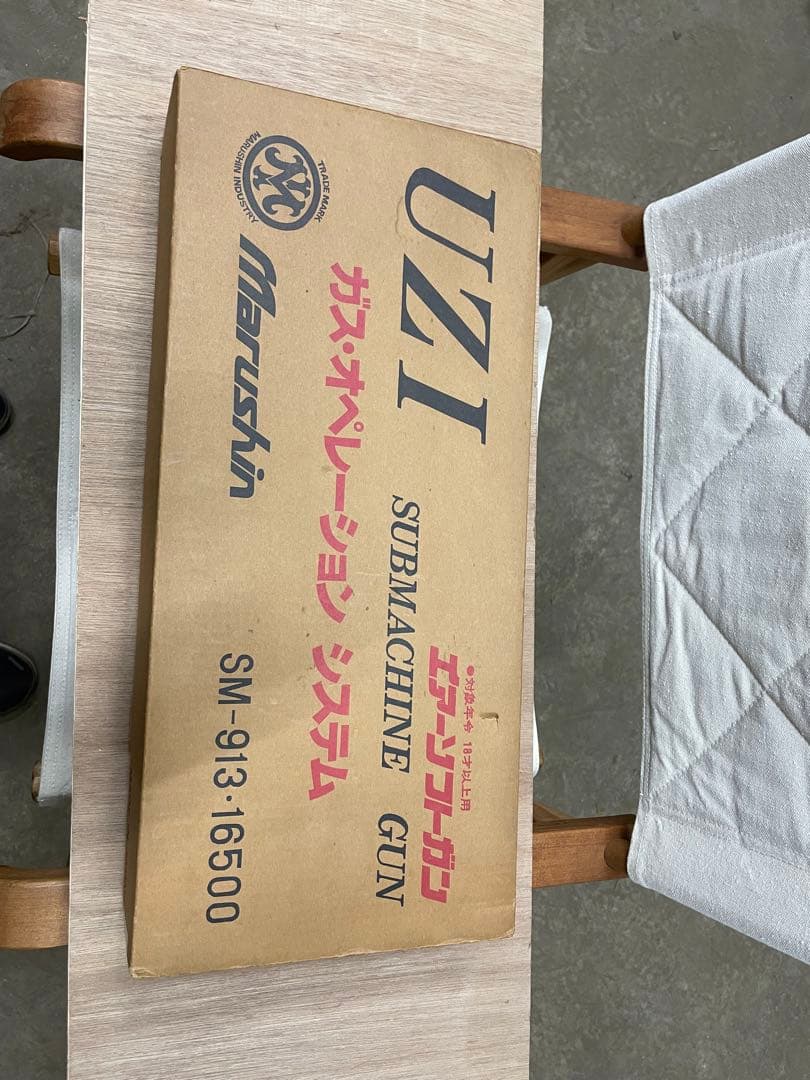 ●対象年令 18才以上用
エアーソフトガン
UZI SUBMACHINE GUN
ガス・オペレーション システム
TRADE MARK
MARUSHIN INDUSTRY
Marushin SM-913・16500